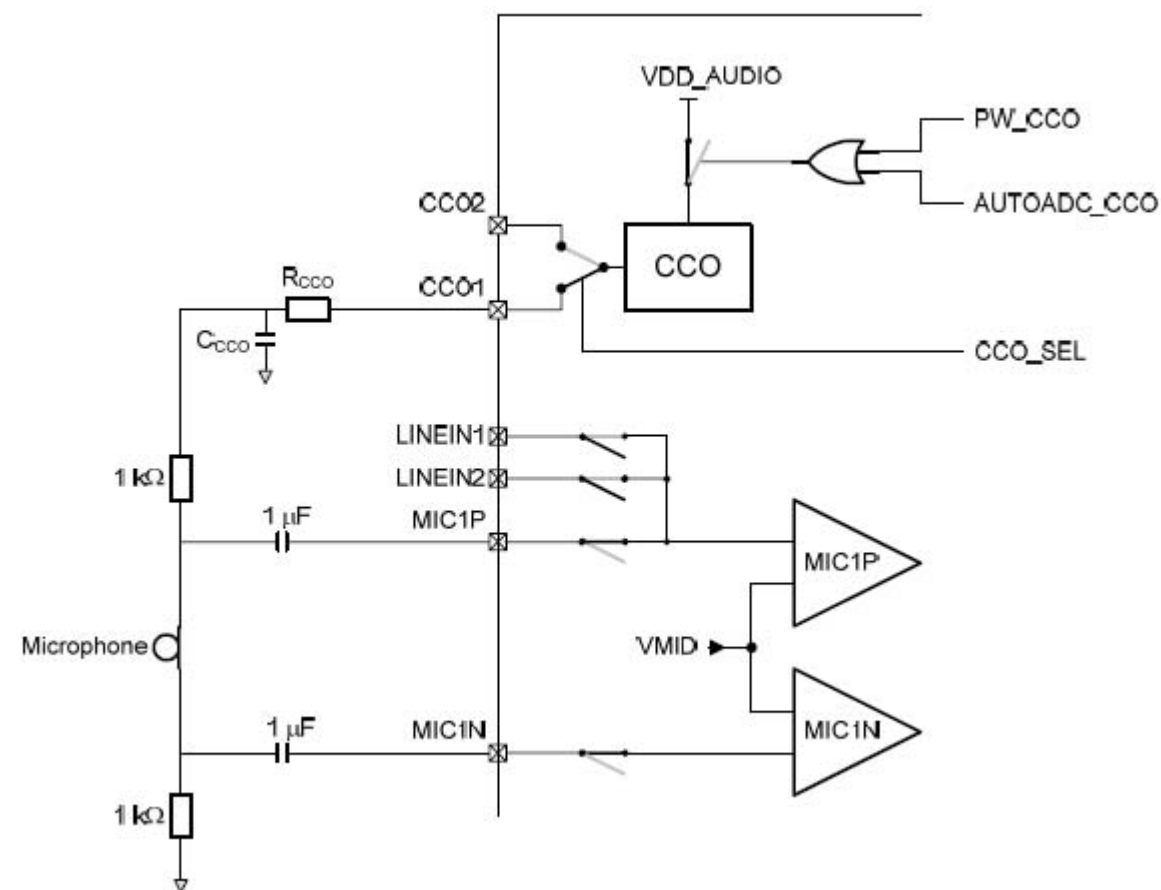 VDD_AUDIO
PW_CCO
AUTOADC_CCO
CCO2
CCO
RCCO
CCO1
CCCO
CCO_SEL
LINEIN1
1 kΩ
LINEIN2
1 µF
MIC1P
MIC1P
Microphone
VMID
1 µF
MIC1N
MIC1N
1 kΩ